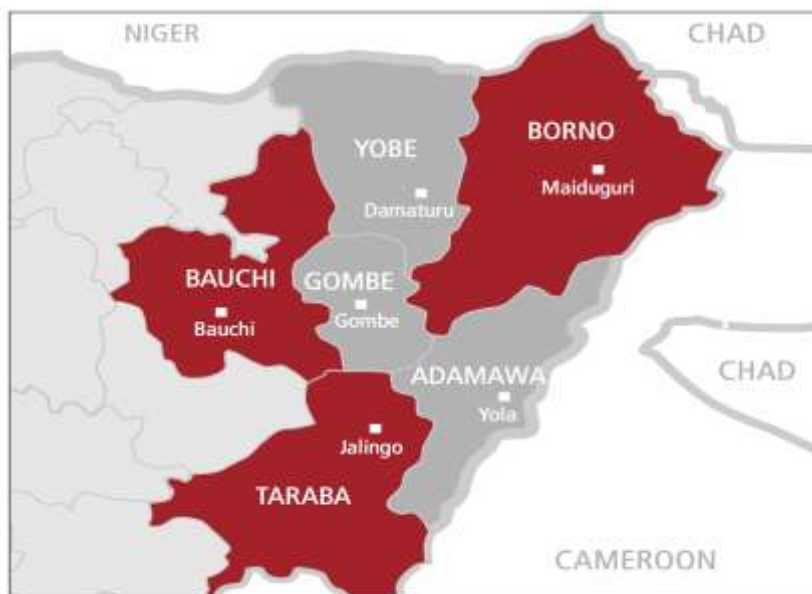 NIGER
CHAD
BORNO
YOBE
Maiduguri
Damaturu
BAUCHI
GOMBE
Gombe
Bauchi
ADAMAWA
CHAD
Yola
Jalingo
TARABA
CAMEROON